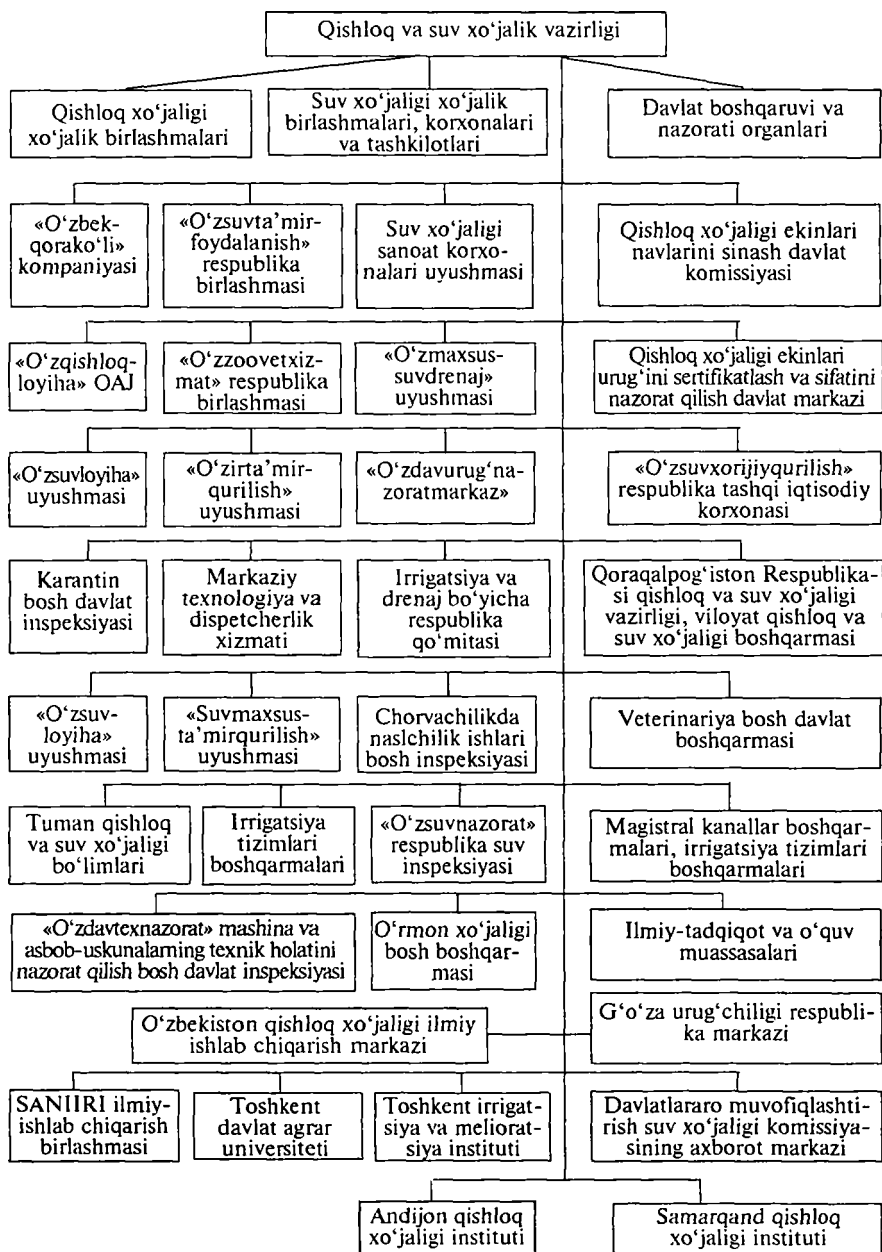 Qishloq va suv xo‘jalik vazirligi
Qishloq xo‘jaligi
xo‘jalik birlashmalari
Suv xo‘jaligi xo‘jalik
birlashmalari, korxonalari
va tashkilotlari
Davlat boshqaruvi va
nazorati organlari
«O‘zbek-
qorako‘li»
kompaniyasi
«O‘zsuvta’mir-
foydalanish»
respublika
birlashmasi
Suv xo‘jaligi
sanoat korxo-
nalari uyushmasi
Qishloq xo‘jaligi ekinlari
navlarini sinash davlat
komissiyasi
«O‘zqishloq-
loyiha» OAJ
«O‘zzoovetxiz-
mat» respublika
birlashmasi
«O‘zmaxsus-
suvdrenaj»
uyushmasi
Qishloq xo‘jaligi ekinlari
urug‘ini sertifikatlash va sifatini
nazorat qilish davlat markazi
«O‘zsuvloyiha»
uyushmasi
«O‘zirta’mir-
qurilish»
uyushmasi
«O‘zdavurug‘na-
zoratmarkaz»
«O‘zsuvxorijiyqurilish»
respublika tashqi iqtisodiy
korxonasi
Karantin
bosh davlat
inspeksiyasi
Markaziy
texnologiya va
dispetcherlik
xizmati
Irrigatsiya va
drenaj bo‘yicha
respublika
qo‘mitasi
Qoraqalpog‘iston Respublika-
si qishloq va suv xo‘jaligi
vazirligi, viloyat qishloq va
suv xo‘jaligi boshqarmasi
«O‘zsuv-
loyiha»
uyushmasi
«Suvmaxsus-
ta’mirqurilish»
uyushmasi
Chorvachilikda
naslchilik ishlari
bosh inspeksiyasi
Veterinariya bosh davlat
boshqarmasi
Tuman qishloq
va suv xo‘jaligi
bo‘limlari
Irrigatsiya
tizimlari
boshqarmalari
«O‘zsuvnazorat»
respublika suv
inspeksiyasi
Magistral kanallar boshqar-
malari, irrigatsiya tizimlari
boshqarmalari
«O‘zdavtexnazorat» mashina va
asbob-uskunalarning texnik holatini
nazorat qilish bosh davlat inspeksiyasi
O‘rmon xo‘jaligi
bosh boshqar-
masi
Ilmiy-tadqiqot va o‘quv
muassasalari
O‘zbekiston qishloq xo‘jaligi ilmiy
ishlab chiqarish markazi
G‘o‘za urug‘chiligi respubli-
ka markazi
SANIIRI ilmiy-
ishlab chiqarish
birlashmasi
Toshkent
davlat agrar
universiteti
Toshkent irrigat-
siya va meliorat-
siya instituti
Davlatlararo muvofiqlashti-
rish suv xo‘jaligi komissiya-
sining axborot markazi
Andijon qishloq
xo‘jaligi instituti
Samarqand qishloq
xo‘jaligi instituti